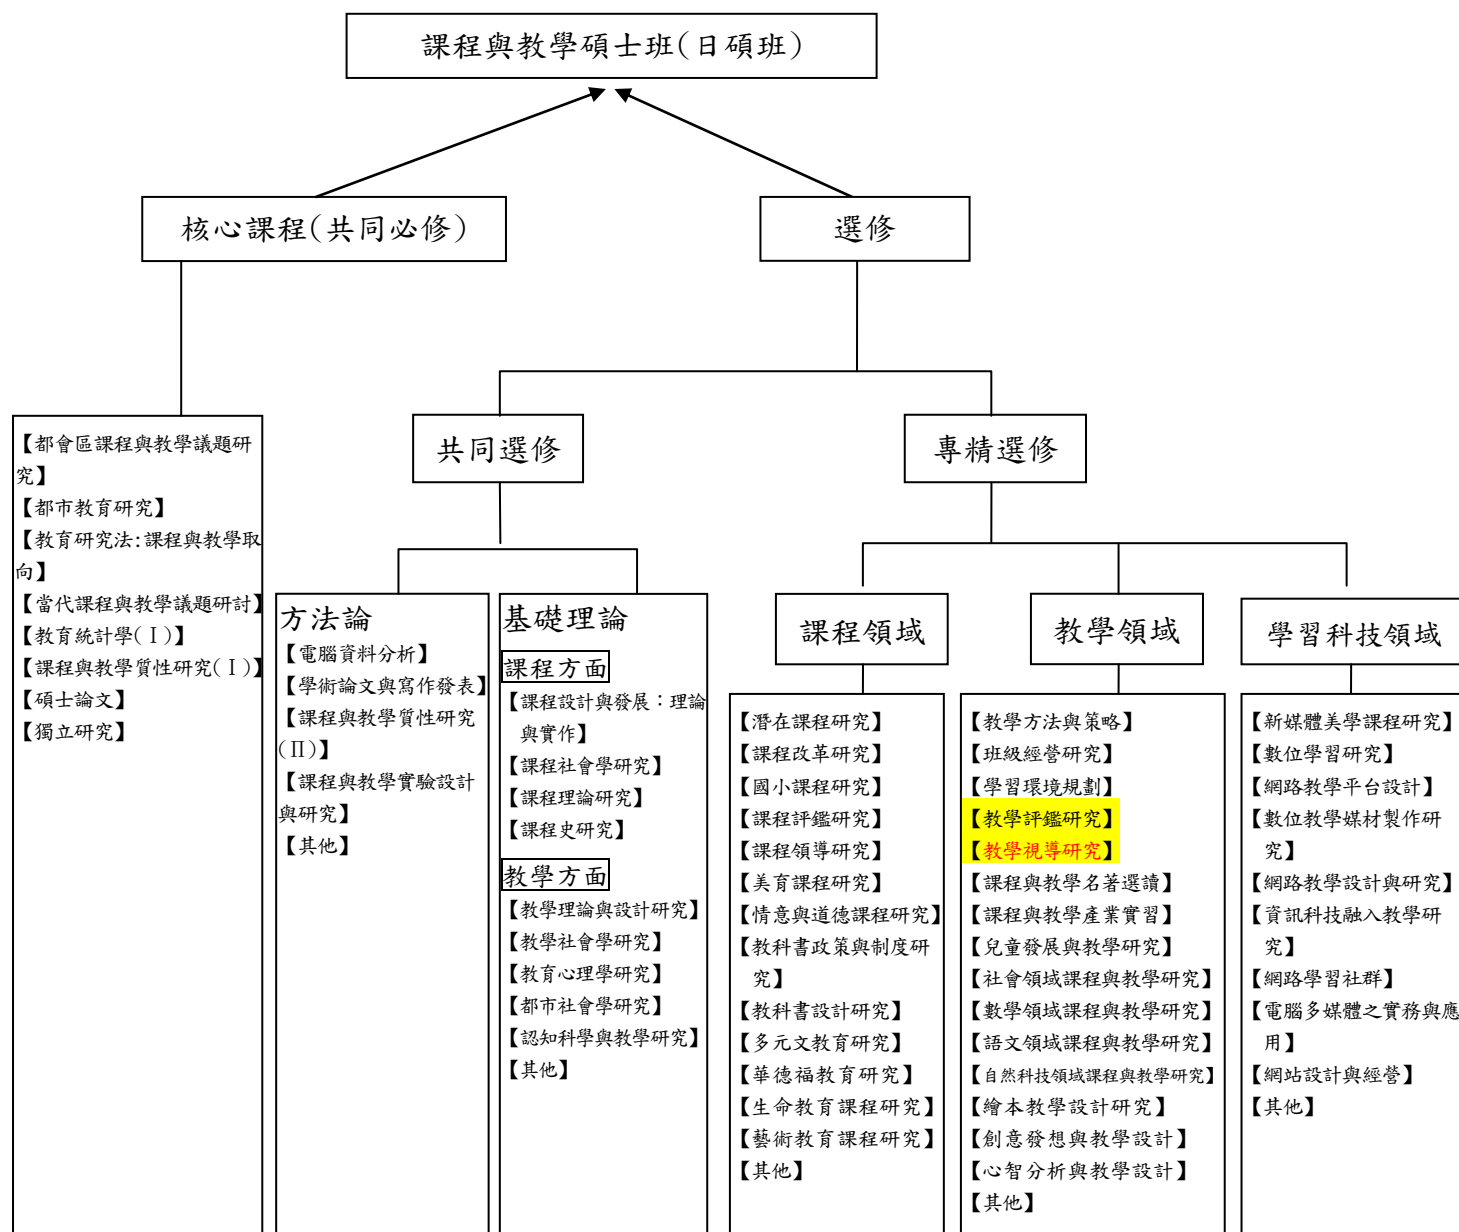 課程與教學碩士班(日碩班)
核心課程(共同必修)
選修
共同選修
專精選修
【都會區課程與教學議題研
究】
【都市教育研究】
【教育研究法:課程與教學取
向】
【當代課程與教學議題研討】
【教育統計學(Ⅰ)】
【課程與教學質性研究(Ⅰ)】
【碩士論文】
【獨立研究】
方法論
【電腦資料分析】
【學術論文與寫作發表】
【課程與教學質性研究
(Ⅱ)】
【課程與教學實驗設計
與研究】
【其他】
基礎理論
課程方面
【課程設計與發展：理論
與實作】
【課程社會學研究】
【課程理論研究】
【課程史研究】
教學方面
【教學理論與設計研究】
【教學社會學研究】
【教育心理學研究】
【都市社會學研究】
【認知科學與教學研究】
【其他】
課程領域
【潛在課程研究】
【課程改革研究】
【國小課程研究】
【課程評鑑研究】
【課程領導研究】
【美育課程研究】
【情意與道德課程研究】
【教科書政策與制度研
究】
【教科書設計研究】
【多元文教育研究】
【華德福教育研究】
【生命教育課程研究】
【藝術教育課程研究】
【其他】
教學領域
【教學方法與策略】
【班級經營研究】
【學習環境規劃】
【教學評鑑研究】
【教學視導研究】
【課程與教學名著選讀】
【課程與教學產業實習】
【兒童發展與教學研究】
【社會領域課程與教學研究】
【數學領域課程與教學研究】
【語文領域課程與教學研究】
【自然科技領域課程與教學研究】
【繪本教學設計研究】
【創意發想與教學設計】
【心智分析與教學設計】
【其他】
學習科技領域
【新媒體美學課程研究】
【數位學習研究】
【網路教學平台設計】
【數位教學媒材製作研
究】
【網路教學設計與研究】
【資訊科技融入教學研
究】
【網路學習社群】
【電腦多媒體之實務與應
用】
【網站設計與經營】
【其他】